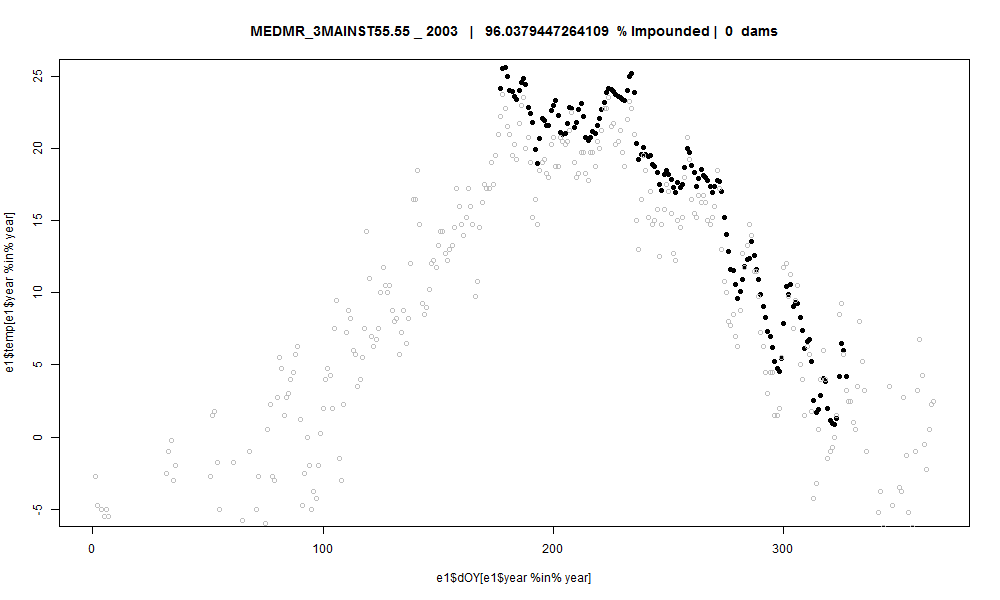 MEDMR_3MAINST55.55 _ 2003 | 96.0379447264109 % Impounded | 0 dams
e1$temp[e1$year %in% year]
25
20
15
10
5
0
-5
0 100 200 300
e1$dOY[e1$year %in% year]